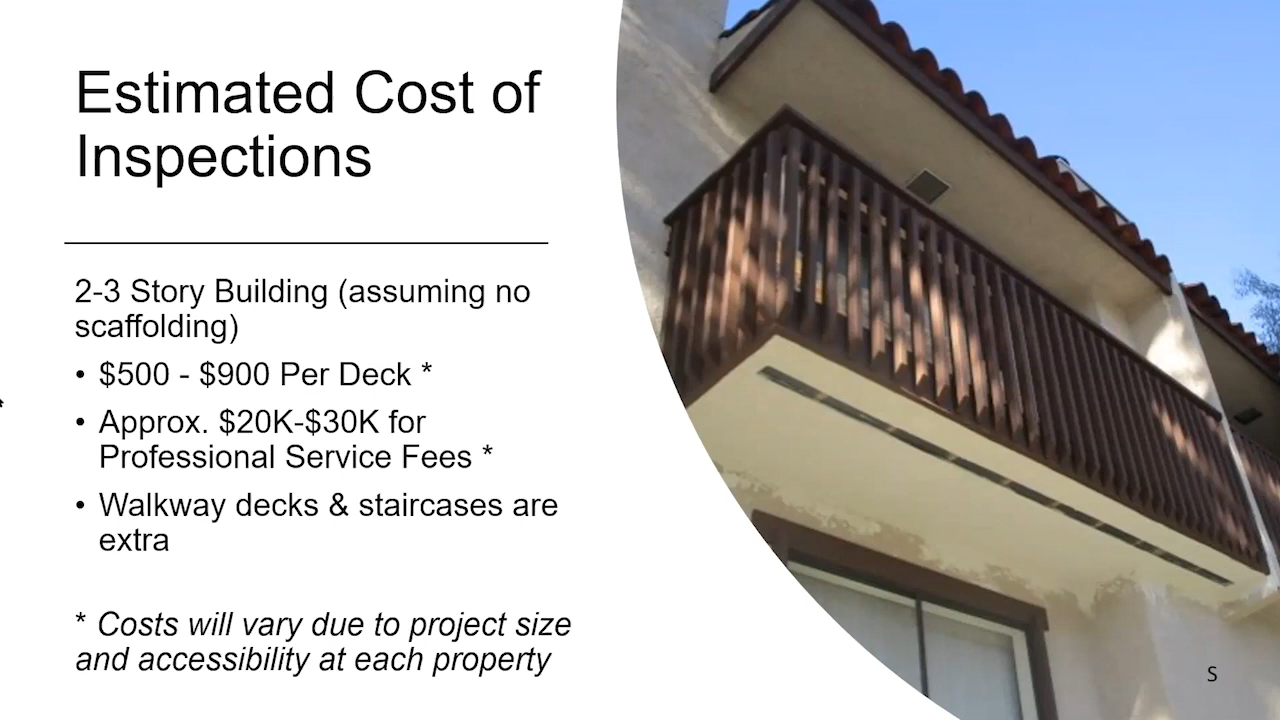 Estimated Cost of
Inspections
2-3 Story Building (assuming no
scaffolding)
• $500 - $900 Per Deck *
• Approx. $20K-$30K for
Professional Service Fees *
• Walkway decks & staircases are
extra
* Costs will vary due to project size
and accessibility at each property
S